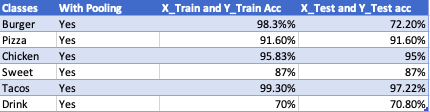 Classes With Pooling X_Train and Y_Train Acc X_Test and Y_Test acc
Burger Yes 98.3%% 72.20%
Pizza Yes 91.60% 91.60%
Chicken Yes 95.83% 95%
Sweet Yes 87% 87%
Tacos Yes 99.30% 97.22%
Drink Yes 70% 70.80%